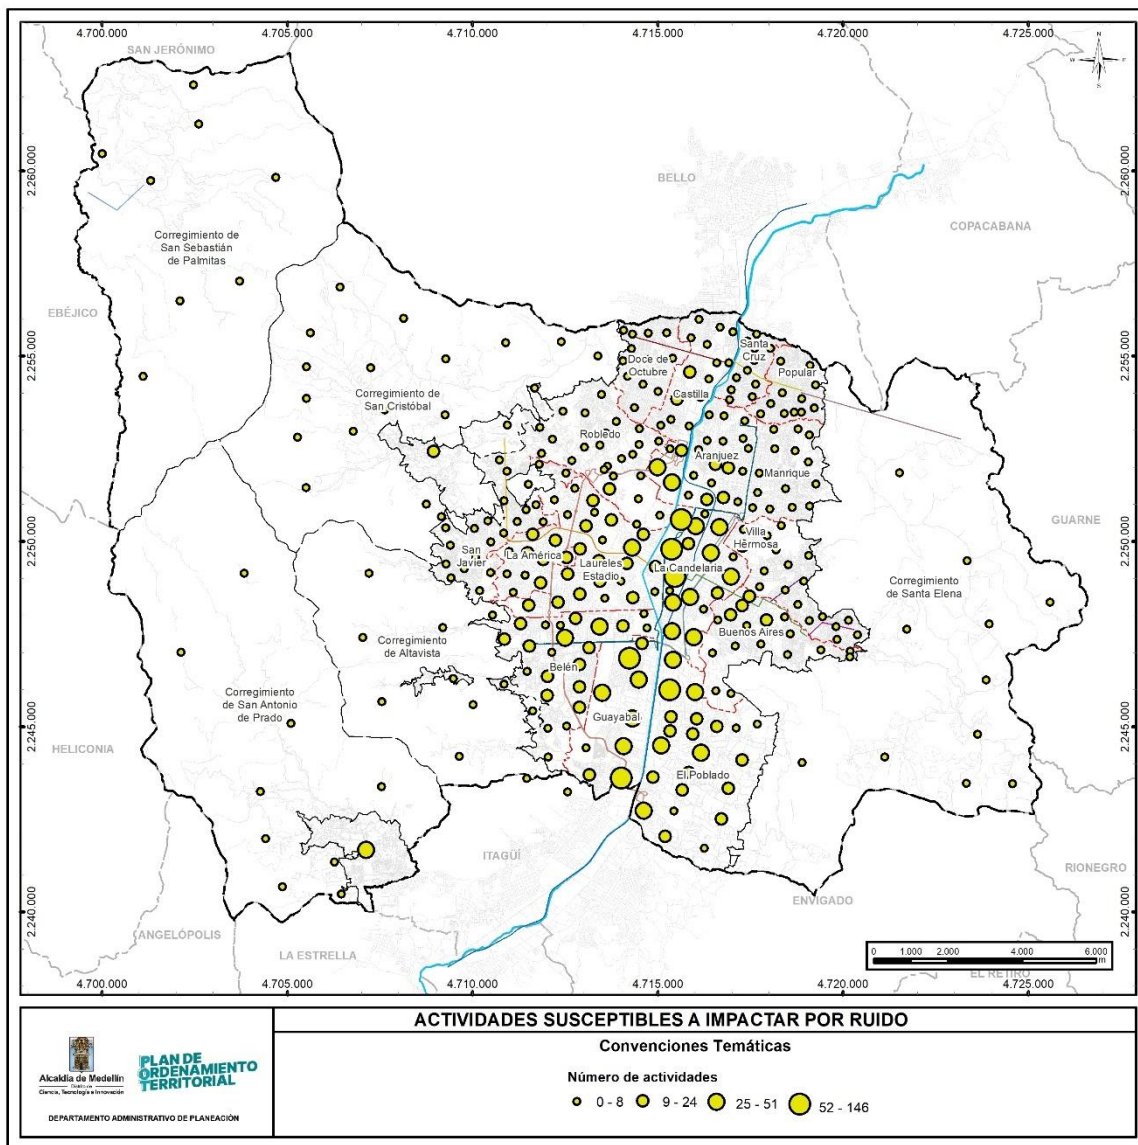 4.700.000
4.705.000
4.710.000
4.715.000
4.720.000
4.725.000
SAN JERÓNIMO
N
W
E
S
2.260.000
2.260.000
BELLO
COPACABANA
Corregimiento de
San Sebastián
de Palmitas
EBÉJICO
2.255.000
2.255.000
Santa
Cruz
Doce de
Octubre
Popular
Castilla
Corregimiento de
San Cristóbal
Robledo
Aranjuez
Manrique
GUARNE
2.250.000
2.250.000
Villa
Hermosa
San
Javier
La América
Laureles
Estadio
La Candelaria
Corregimiento
de Santa Elena
Buenos Aires
Corregimiento
de Altavista
Belén
Corregimiento
de San Antonio
de Prado
Guayabal
2.245.000
2.245.000
HELICONIA
El Poblado
ITAGÜÍ
RIONEGRO
ENVIGADO
2.240.000
2.240.000
ANGELÓPOLIS
LA ESTRELLA
0 1.000 2.000 4.000 6.000
m
EL RETIRO
4.700.000
4.705.000
4.710.000
4.715.000
4.720.000
4.725.000
ACTIVIDADES SUSCEPTIBLES A IMPACTAR POR RUIDO
Convenciones Temáticas
Número de actividades
0 - 8
9 - 24
25 - 51
52 - 146
Alcaldía de Medellín
Distrito de
Ciencia, Tecnología e Innovación
PLAN DE
ORDENAMIENTO
TERRITORIAL
DEPARTAMENTO ADMINISTRATIVO DE PLANEACIÓN